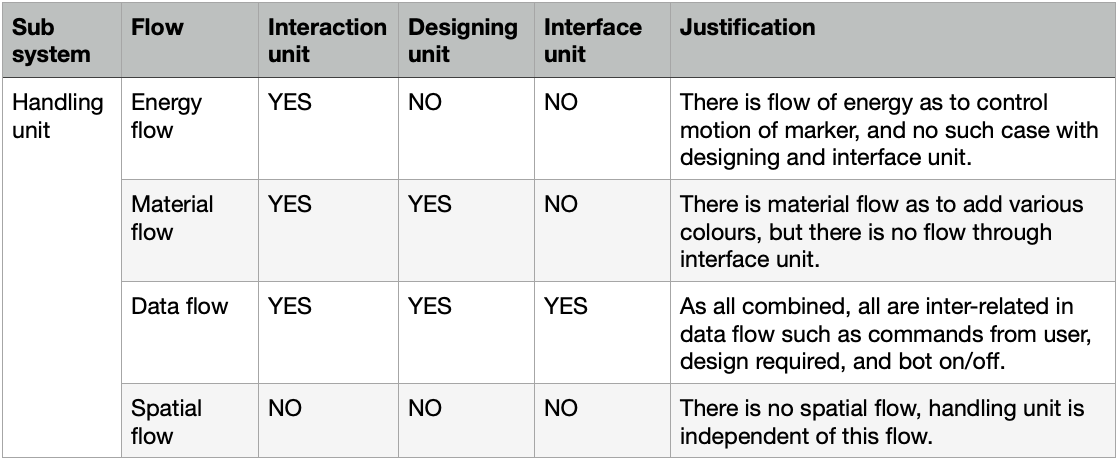 Sub system Flow Interaction unit Designing unit Interface unit Justification
Handling unit Energy flow YES NO NO There is flow of energy as to control
motion of marker, and no such case with
designing and interface unit.
Material flow YES YES NO There is material flow as to add various
colours, but there is no flow through
interface unit.
Data flow YES YES YES As all combined, all are inter-related in
data flow such as commands from user,
design required, and bot on/off.
Spatial flow NO NO NO There is no spatial flow, handling unit is
independent of this flow.